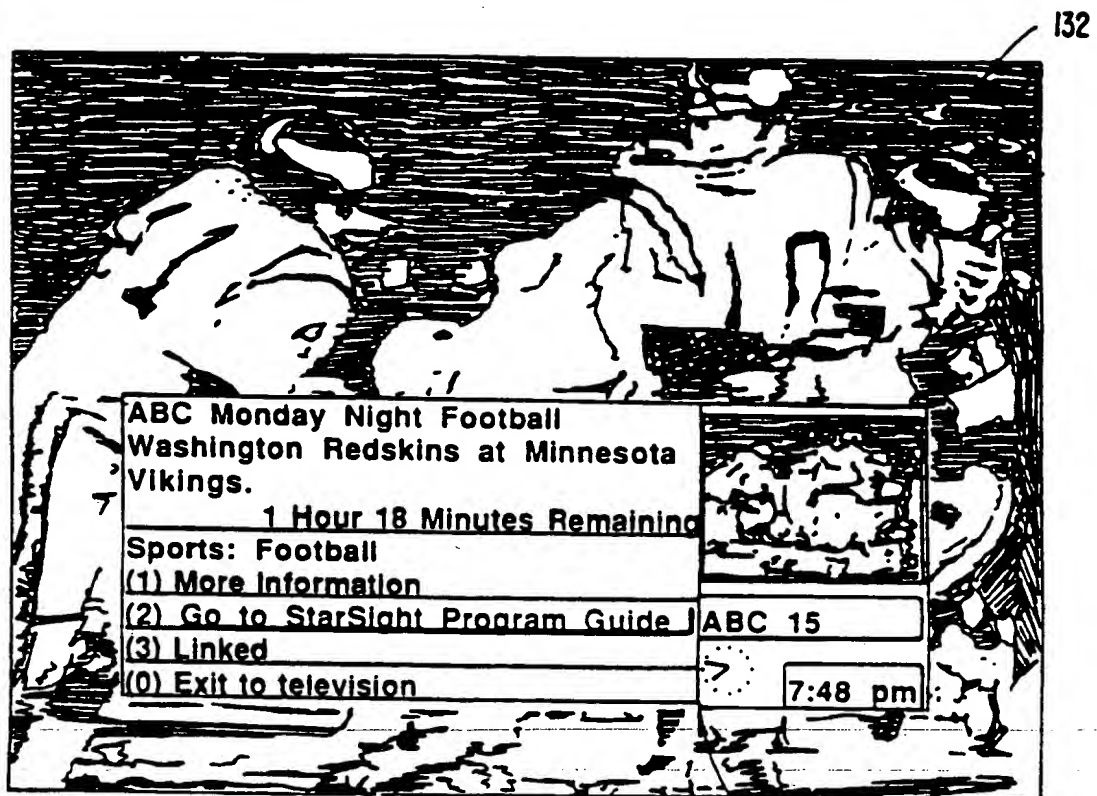 132
ABC Monday Night Football
Washington Redskins at Minnesota
Vikings.
1 Hour 18 Minutes Remaining
Sports: Football
(1) More Information
(2) Go to StarSight Program Guide
(3) Linked
(0) Exit to television
ABC 15
7:48 pm